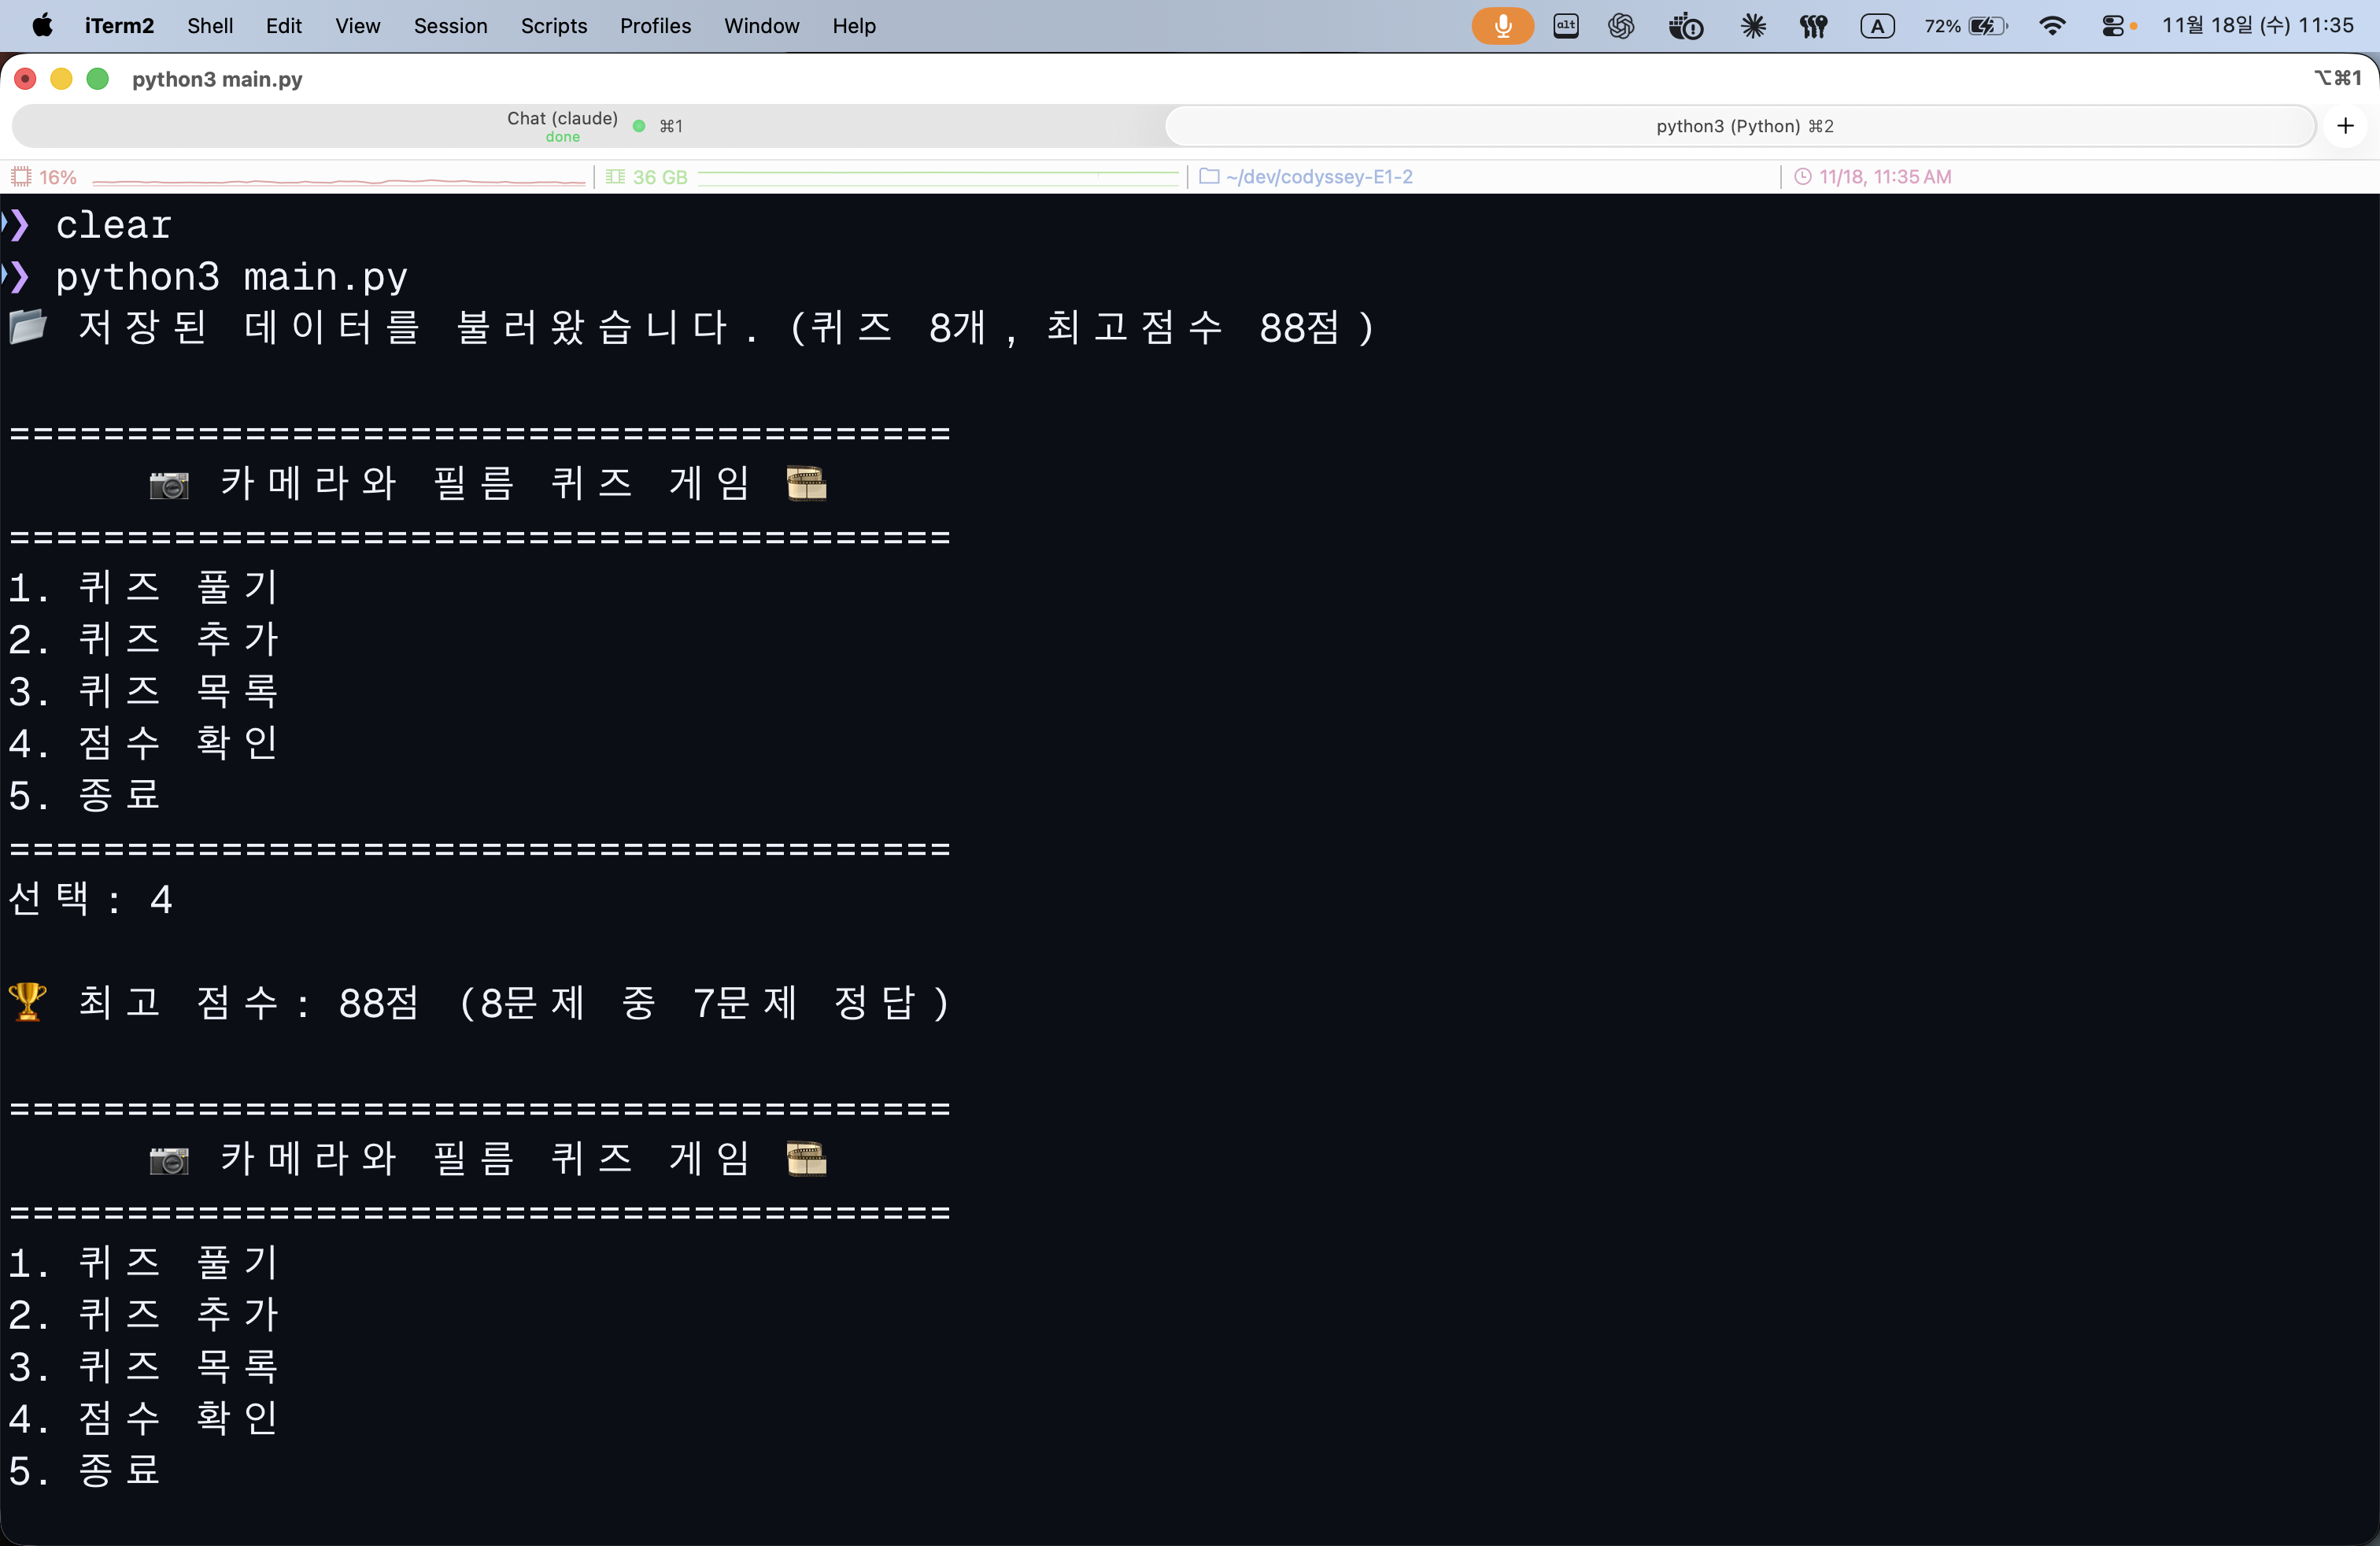 iTerm2 Shell Edit View Session Scripts Profiles Window Help alt A 72% 11월 18일 (수) 11:35
python3 main.py ⌥⌘1
Chat (claude) ⌘1 python3 (Python) ⌘2 +
done
16% 36 GB ~/dev/codyssey-E1-2 11/18, 11:35 AM
❯ clear
❯ python3 main.py
📂 저장된 데이터를 불러왔습니다. (퀴즈 8개, 최고점수 88점)
========================================
📷 카메라와 필름 퀴즈 게임 🎞️
========================================
1. 퀴즈 풀기
2. 퀴즈 추가
3. 퀴즈 목록
4. 점수 확인
5. 종료
========================================
선택: 4
🏆 최고 점수: 88점 (8문제 중 7문제 정답)
========================================
📷 카메라와 필름 퀴즈 게임 🎞️
========================================
1. 퀴즈 풀기
2. 퀴즈 추가
3. 퀴즈 목록
4. 점수 확인
5. 종료